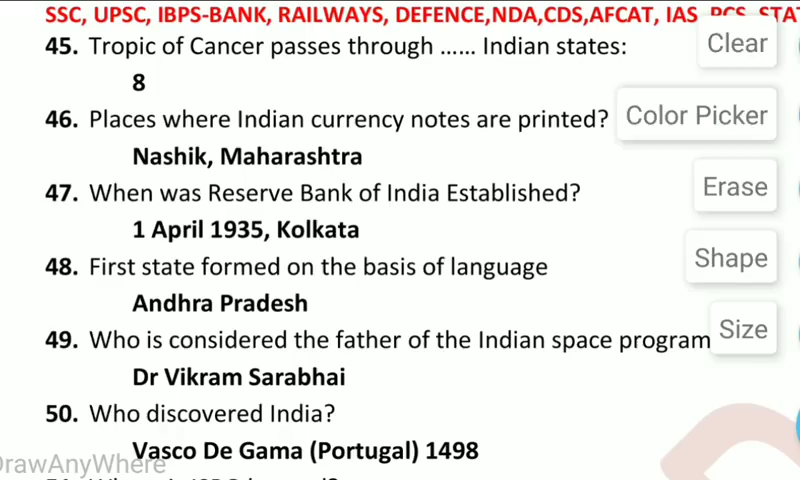 SSC, UPSC, IBPS-BANK, RAILWAYS, DEFENCE,NDA,CDS,AFCAT, IAS
45. Tropic of Cancer passes through ...... Indian states:
Clear
8
46. Places where Indian currency notes are printed?
Color Picker
Nashik, Maharashtra
47. When was Reserve Bank of India Established?
Erase
1 April 1935, Kolkata
48. First state formed on the basis of language
Shape
Andhra Pradesh
49. Who is considered the father of the Indian space program
Size
Dr Vikram Sarabhai
50. Who discovered India?
Vasco De Gama (Portugal) 1498
DrawAnyWhere